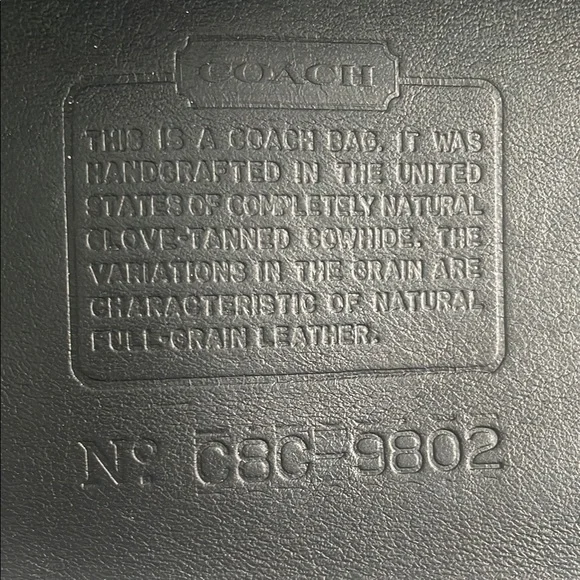 COACH
THIS IS A COACH BAG. IT WAS
HANDCRAFTED IN THE UNITED
STATES OF COMPLETELY NATURAL
GLOVE-TANNED COWHIDE. THE
VARIATIONS IN THE GRAIN ARE
CHARACTERISTIC OF NATURAL
FULL-GRAIN LEATHER.
Nº C8C-9802